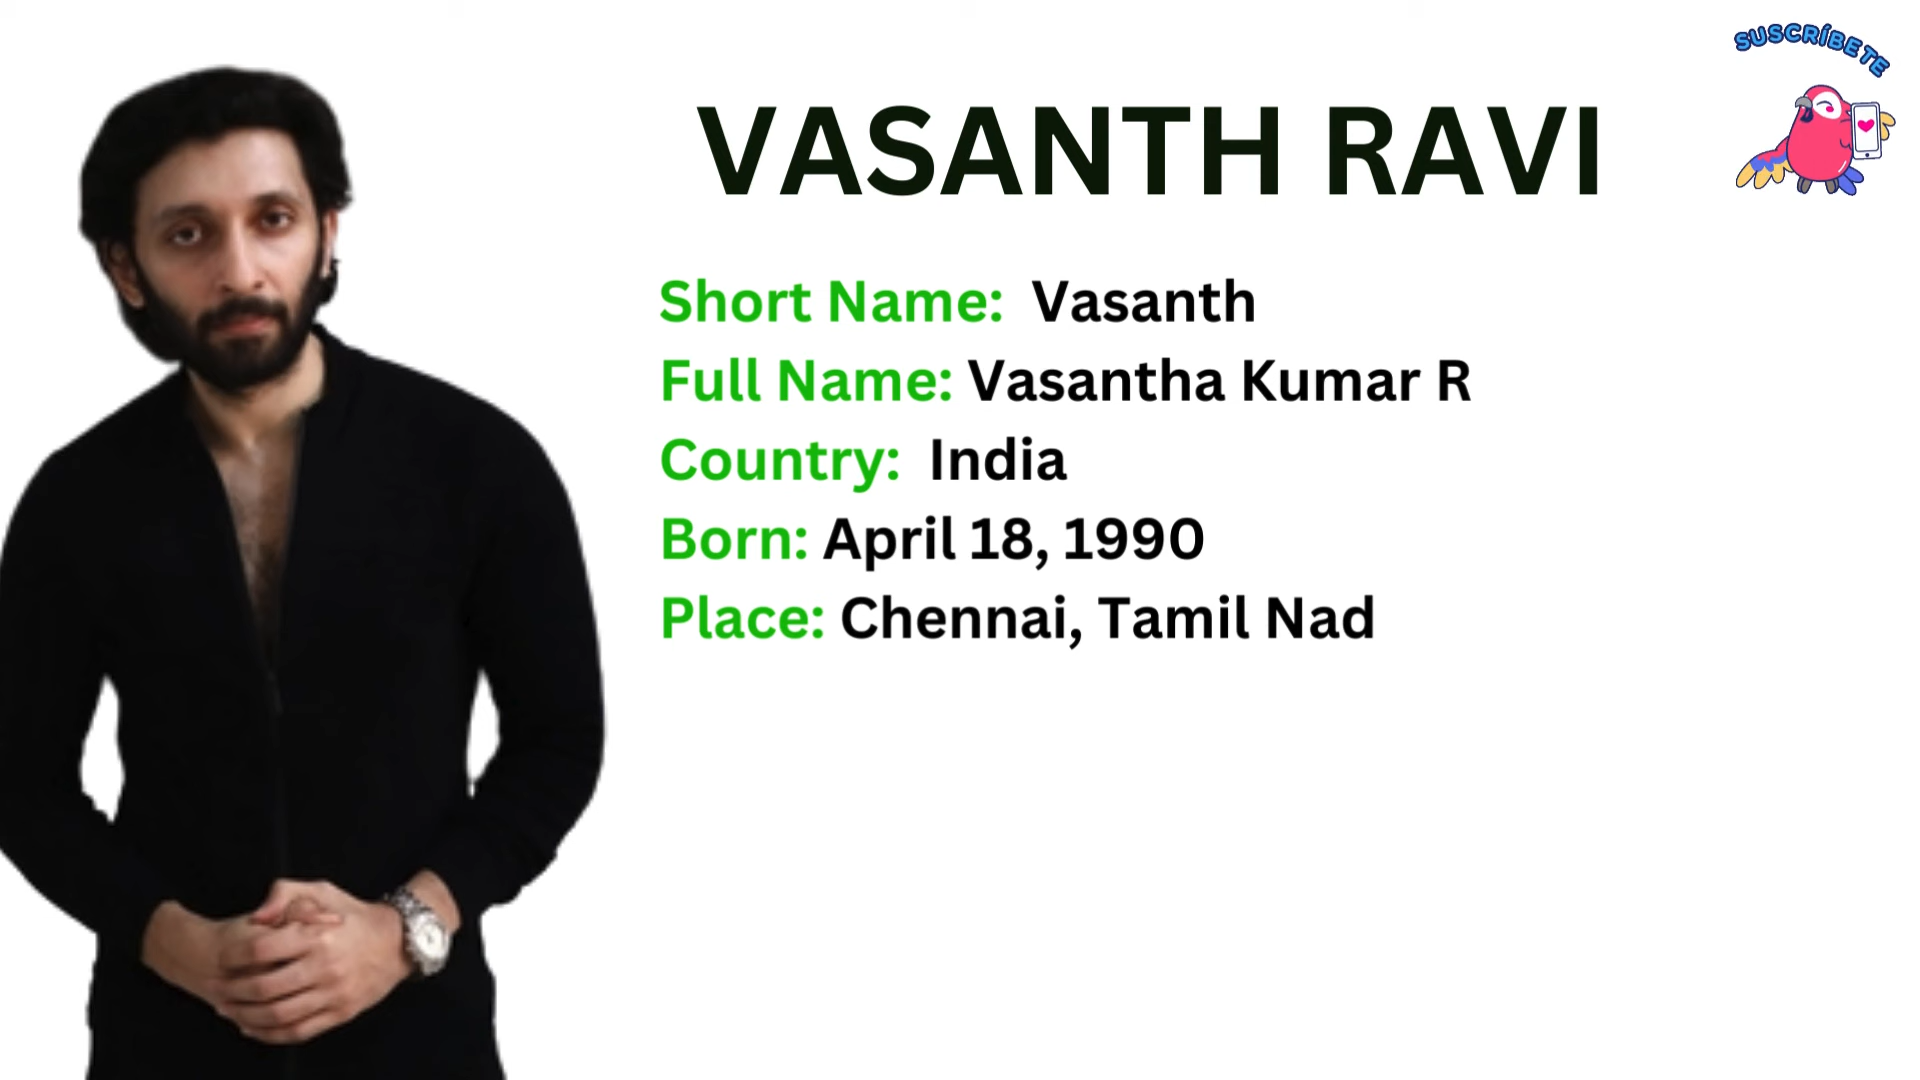 SUSCRÍBETE
VASANTH RAVI
Short Name: Vasanth
Full Name: Vasantha Kumar R
Country: India
Born: April 18, 1990
Place: Chennai, Tamil Nad